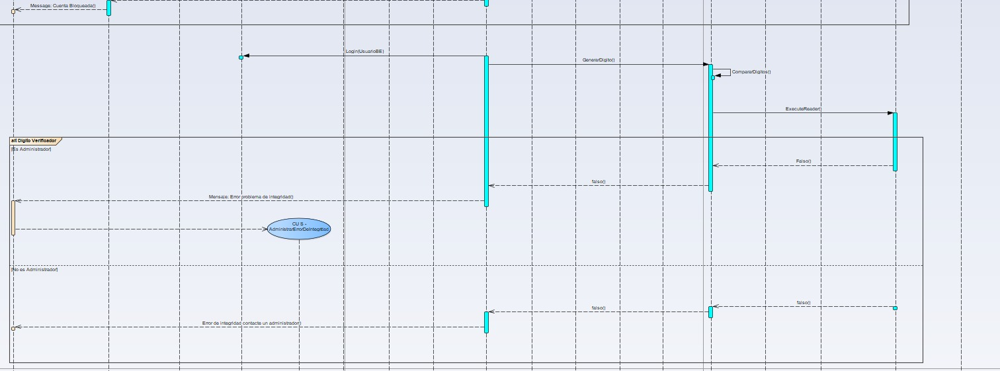 Message: Cuenta Bloqueada()
Login(UsuarioBE)
GenerarDigito()
CompararDigitos()
ExecuteReader()
alt Digito Verificador
[Es Administrador]
Falso()
falso()
Mensaje: Error problema de integridad()
CU S -
AdministrarErrorDeIntegridad
[No es Administrador]
falso()
falso()
Error de integridad contacte un administrador()